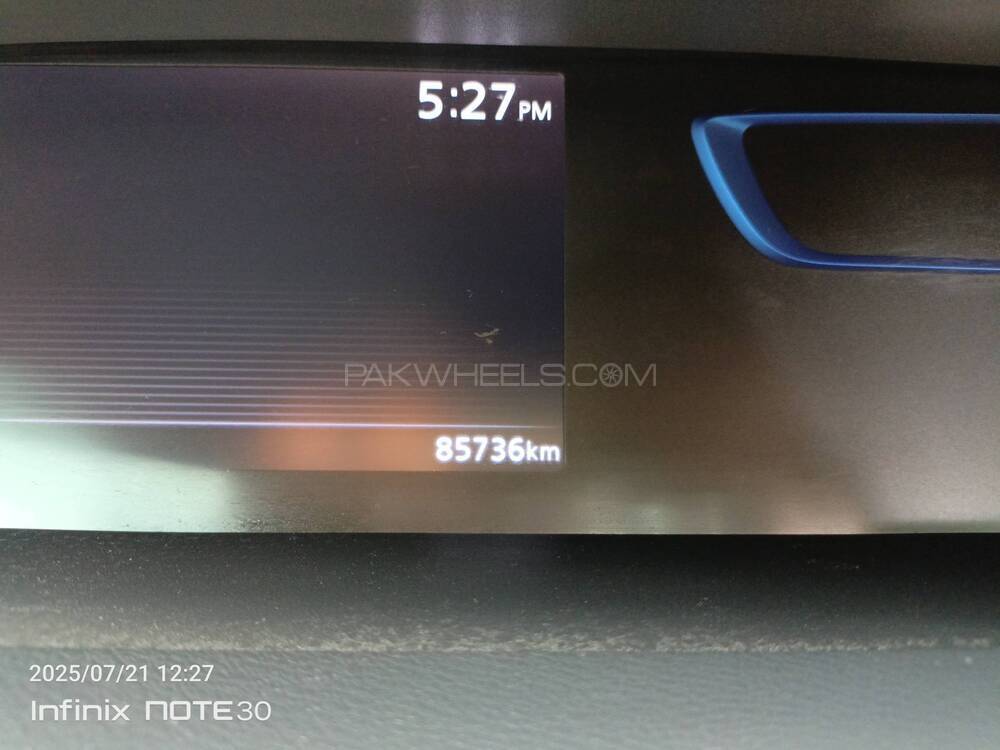 5:27PM
PAKWHEELS.COM
85736km
2025/07/21 12:27
Infinix NOTE30